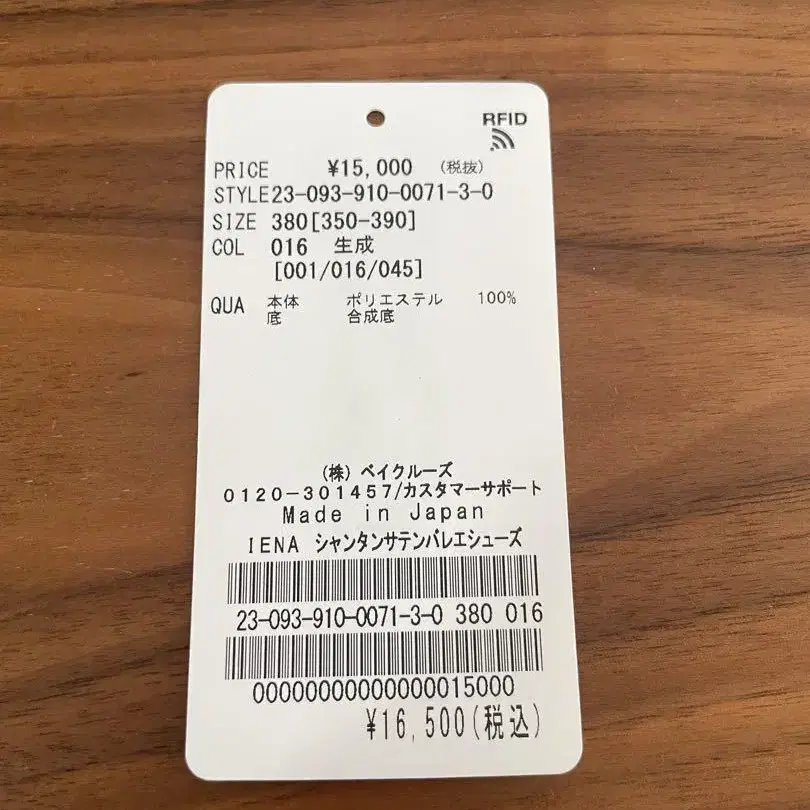 RFID
PRICE ¥15,000 (税抜)
STYLE23-093-910-0071-3-0
SIZE 380[350-390]
COL 016 生成
[001/016/045]
QUA 本体 ポリエステル 100%
底 合成底
(株) ベイクルーズ
0120-301457/カスタマーサポート
Made in Japan
IENA シャンタンサテンバレエシューズ
23-093-910-0071-3-0 380 016
00000000000000015000
¥16,500(税込)